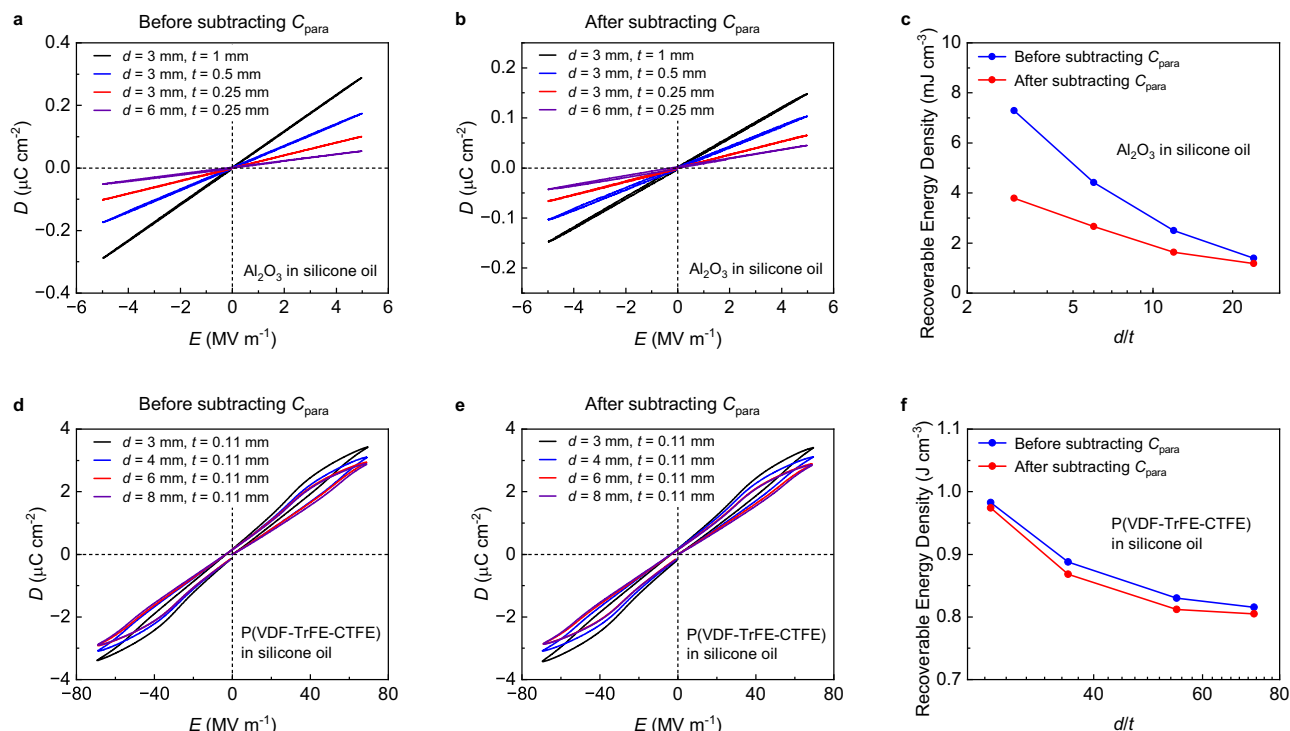 a
Before subtracting Cpara
D (μC cm-2)
0.4
0.2
0.0
−0.2
−0.4
d = 3 mm, t = 1 mm
d = 3 mm, t = 0.5 mm
d = 3 mm, t = 0.25 mm
d = 6 mm, t = 0.25 mm
Al2O3 in silicone oil
−6 −4 −2 0 2 4 6
E (MV m-1)
b
After subtracting Cpara
D (μC cm-2)
0.2
0.1
0.0
−0.1
−0.2
d = 3 mm, t = 1 mm
d = 3 mm, t = 0.5 mm
d = 3 mm, t = 0.25 mm
d = 6 mm, t = 0.25 mm
Al2O3 in silicone oil
−6 −4 −2 0 2 4 6
E (MV m-1)
c
Recoverable Energy Density (mJ cm-3)
10
8
6
4
2
0
Before subtracting Cpara
After subtracting Cpara
Al2O3 in silicone oil
2 5 10 20
d/t
d
Before subtracting Cpara
D (μC cm-2)
4
2
0
−2
−4
d = 3 mm, t = 0.11 mm
d = 4 mm, t = 0.11 mm
d = 6 mm, t = 0.11 mm
d = 8 mm, t = 0.11 mm
P(VDF-TrFE-CTFE)
in silicone oil
−80 −40 0 40 80
E (MV m-1)
e
After subtracting Cpara
D (μC cm-2)
4
2
0
−2
−4
d = 3 mm, t = 0.11 mm
d = 4 mm, t = 0.11 mm
d = 6 mm, t = 0.11 mm
d = 8 mm, t = 0.11 mm
P(VDF-TrFE-CTFE)
in silicone oil
−80 −40 0 40 80
E (MV m-1)
f
Recoverable Energy Density (J cm-3)
1.1
1.0
0.9
0.8
0.7
Before subtracting Cpara
After subtracting Cpara
P(VDF-TrFE-CTFE)
in silicone oil
40 60 80
d/t